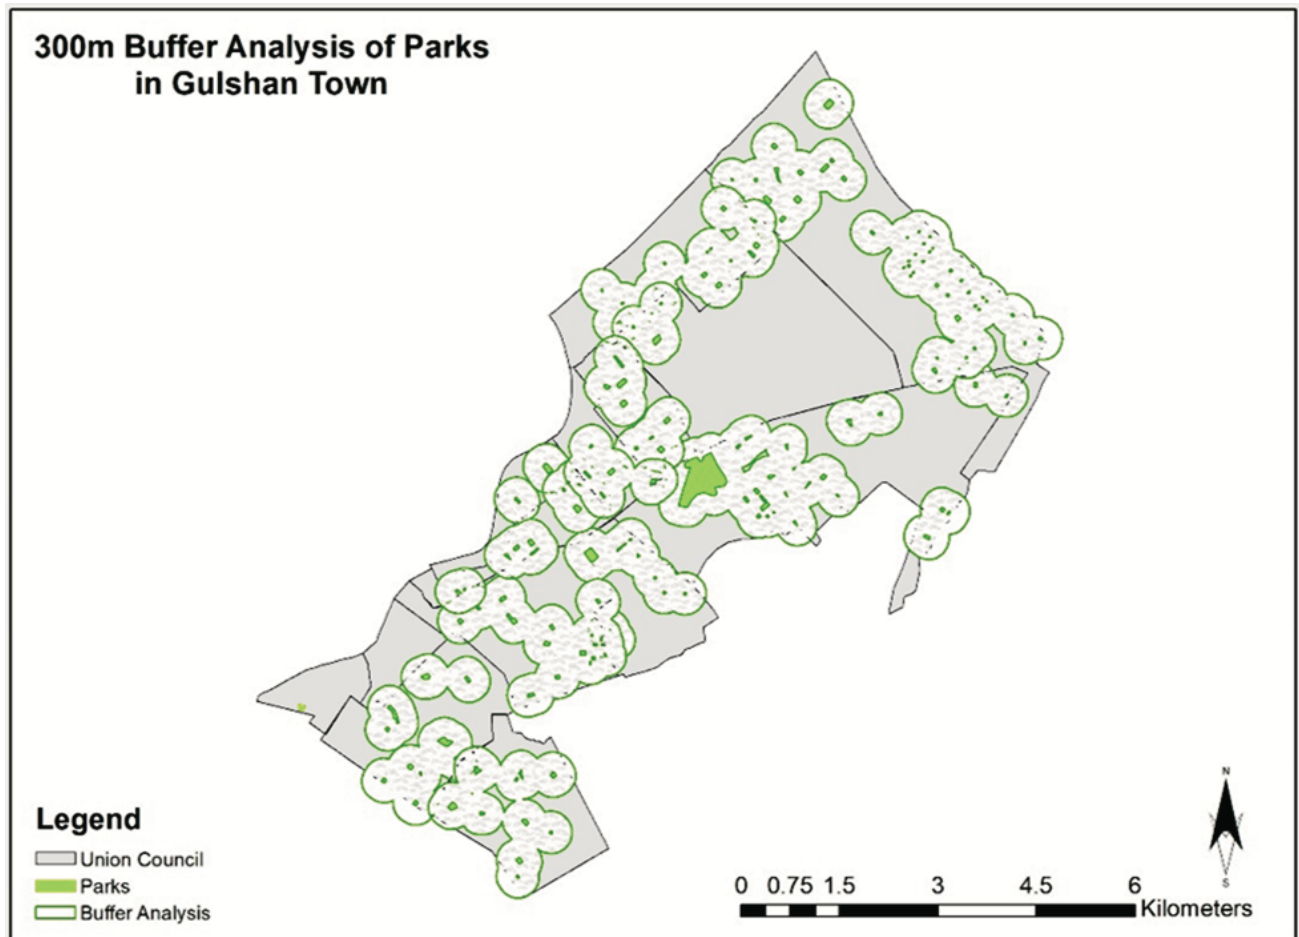 300m Buffer Analysis of Parks
in Gulshan Town
N
S
Legend
Union Council
Parks
Buffer Analysis
0 0.75 1.5 3 4.5 6
Kilometers